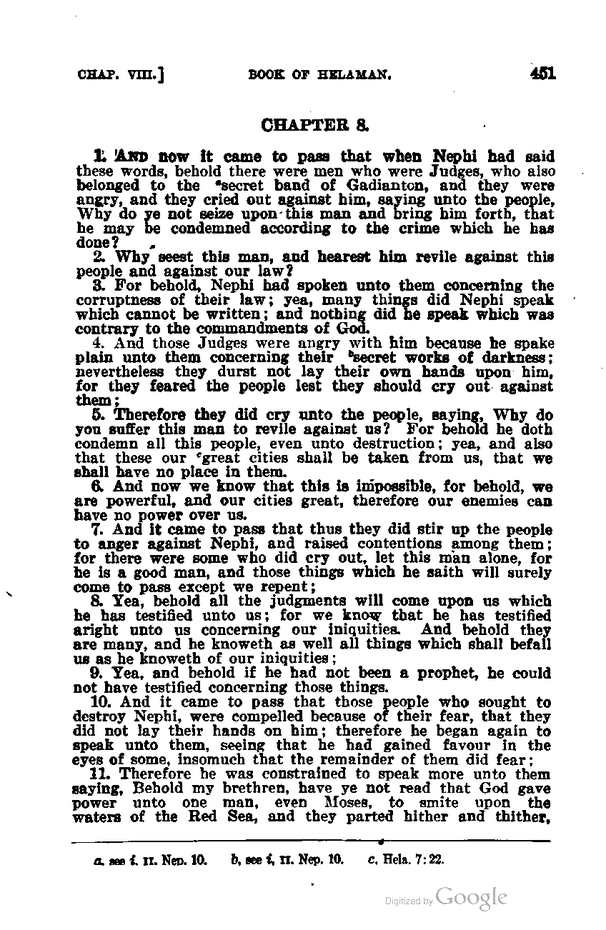 CHAP. VIII.] BOOK OF HELAMAN. 451
CHAPTER 8.
1. AND now it came to pass that when Nephi had said
these words, behold there were men who were Judges, who also
belonged to the ᵃsecret band of Gadianton, and they were
angry, and they cried out against him, saying unto the people,
Why do ye not seize upon this man and bring him forth, that
he may be condemned according to the crime which he has
done?
2. Why seest this man, and hearest him revile against this
people and against our law?
3. For behold, Nephi had spoken unto them concerning the
corruptness of their law; yea, many things did Nephi speak
which cannot be written; and nothing did he speak which was
contrary to the commandments of God.
4. And those Judges were angry with him because he spake
plain unto them concerning their ᵇsecret works of darkness;
nevertheless they durst not lay their own hands upon him,
for they feared the people lest they should cry out against
them;
5. Therefore they did cry unto the people, saying, Why do
you suffer this man to revile against us? For behold he doth
condemn all this people, even unto destruction; yea, and also
that these our ᶜgreat cities shall be taken from us, that we
shall have no place in them.
6. And now we know that this is impossible, for behold, we
are powerful, and our cities great, therefore our enemies can
have no power over us.
7. And it came to pass that thus they did stir up the people
to anger against Nephi, and raised contentions among them;
for there were some who did cry out, let this man alone, for
he is a good man, and those things which he saith will surely
come to pass except we repent;
8. Yea, behold all the judgments will come upon us which
he has testified unto us; for we know that he has testified
aright unto us concerning our iniquities. And behold they
are many, and he knoweth as well all things which shall befall
us as he knoweth of our iniquities;
9. Yea, and behold if he had not been a prophet, he could
not have testified concerning those things.
10. And it came to pass that those people who sought to
destroy Nephi, were compelled because of their fear, that they
did not lay their hands on him; therefore he began again to
speak unto them, seeing that he had gained favour in the
eyes of some, insomuch that the remainder of them did fear;
11. Therefore he was constrained to speak more unto them
saying, Behold my brethren, have ye not read that God gave
power unto one man, even Moses, to smite upon the
waters of the Red Sea, and they parted hither and thither,
a, see i. II. Nep. 10. b, see i, II. Nep. 10. c, Hela. 7:22.
Digitized by Google